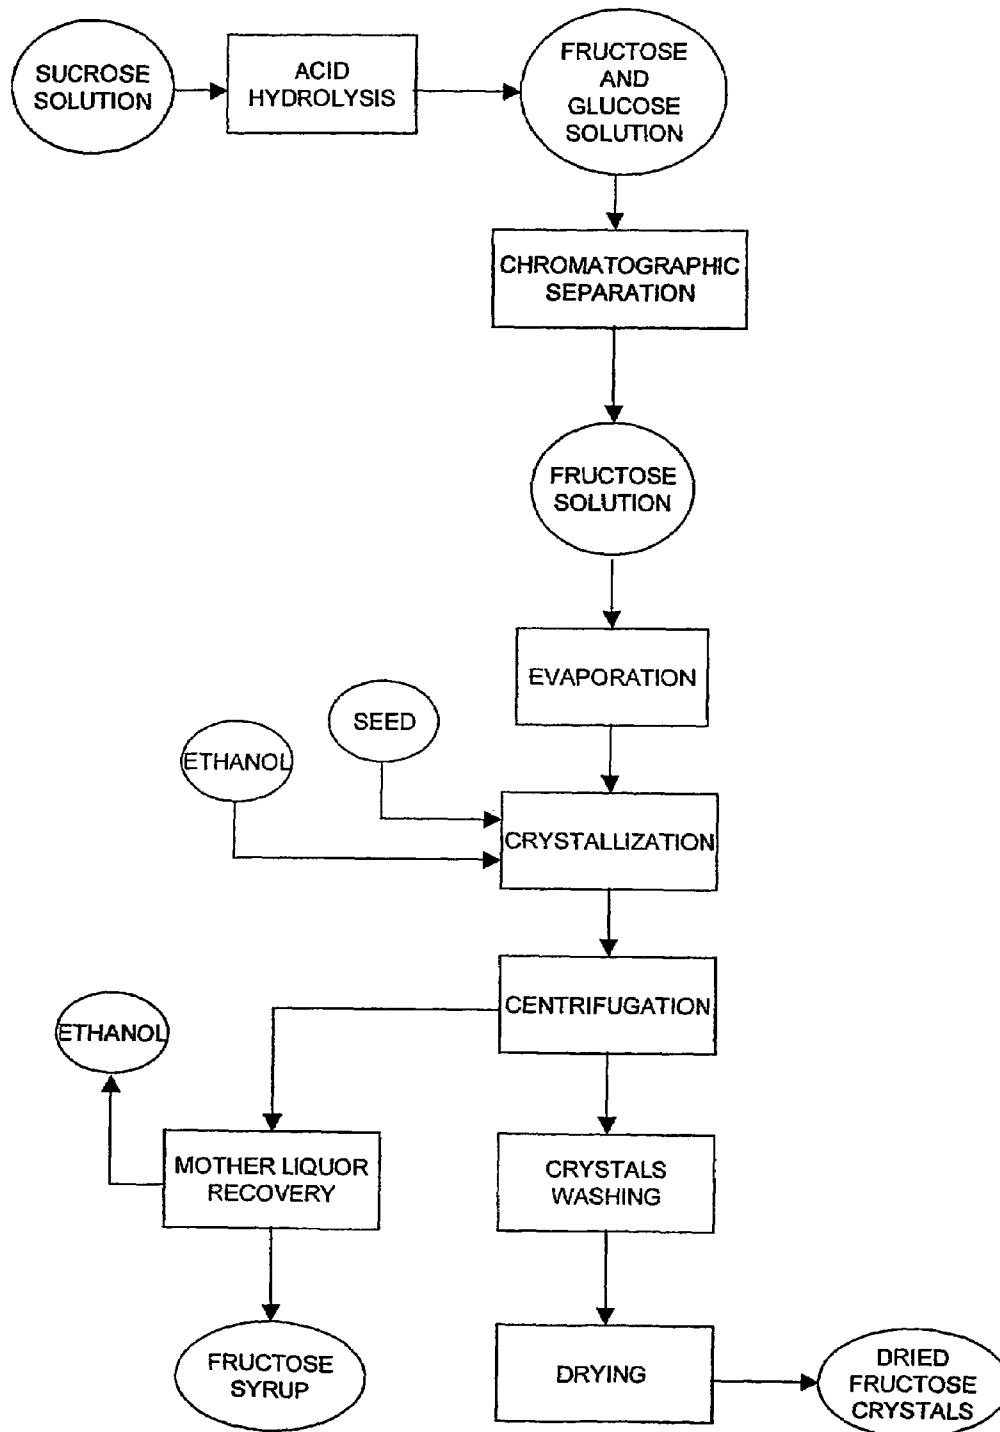 SUCROSE
SOLUTION
ACID
HYDROLYSIS
FRUCTOSE
AND
GLUCOSE
SOLUTION
CHROMATOGRAPHIC
SEPARATION
FRUCTOSE
SOLUTION
EVAPORATION
SEED
ETHANOL
CRYSTALLIZATION
CENTRIFUGATION
ETHANOL
MOTHER LIQUOR
RECOVERY
CRYSTALS
WASHING
FRUCTOSE
SYRUP
DRYING
DRIED
FRUCTOSE
CRYSTALS